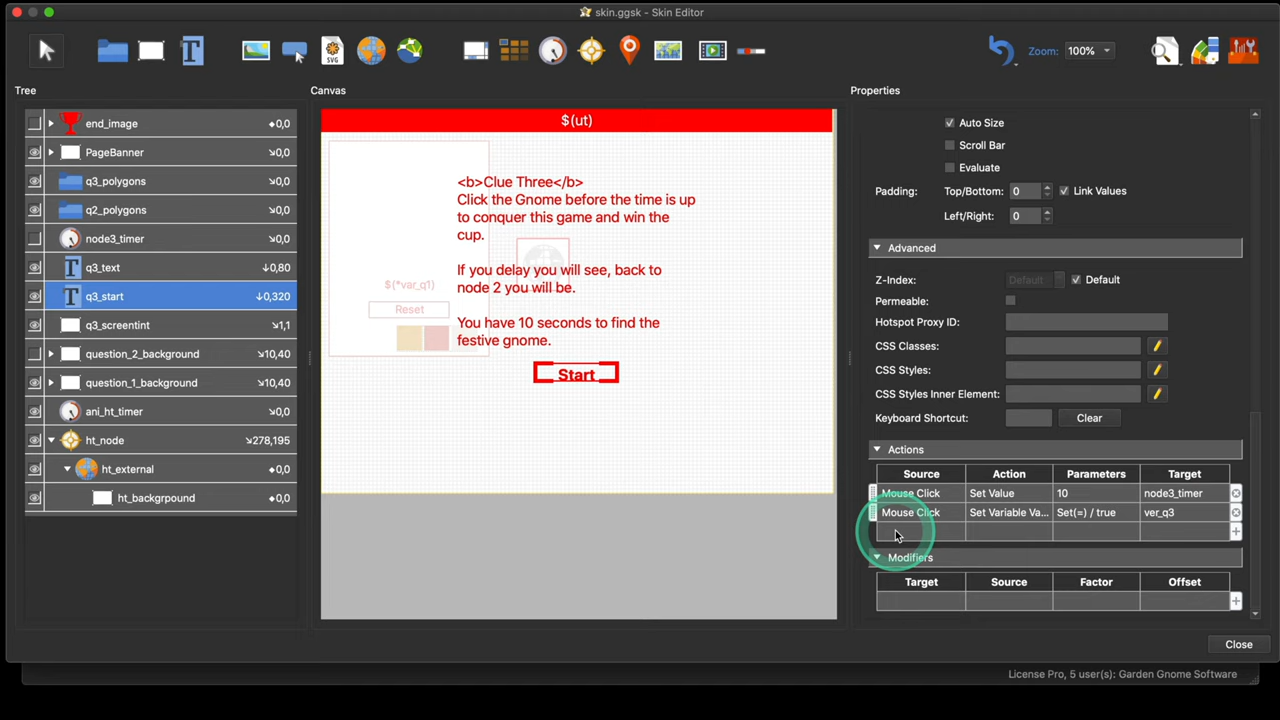 skin.ggsk - Skin Editor
T
SVG
Zoom: 100%
Tree
Canvas
Properties
end_image 0,0
PageBanner 0,0
q3_polygons 0,0
q2_polygons 0,0
node3_timer 0,0
T q3_text 0,80
T q3_start 0,320
q3_screentint 1,1
question_2_background 10,40
question_1_background 10,40
ani_ht_timer 0,0
ht_node 278,195
ht_external 0,0
ht_backgrpound 0,0
$(ut)
<b>Clue Three</b>
Click the Gnome before the time is up
to conquer this game and win the
cup.
If you delay you will see, back to
node 2 you will be.
You have 10 seconds to find the
festive gnome.
Start
$(*var_q1)
Reset
Auto Size
Scroll Bar
Evaluate
Padding: Top/Bottom: 0 Link Values
Left/Right: 0
Advanced
Z-Index: Default Default
Permeable:
Hotspot Proxy ID:
CSS Classes:
CSS Styles:
CSS Styles Inner Element:
Keyboard Shortcut: Clear
Actions
Source Action Parameters Target
Mouse Click Set Value 10 node3_timer
Mouse Click Set Variable Va... Set(=) / true ver_q3
Modifiers
Target Source Factor Offset
Close
License Pro, 5 user(s): Garden Gnome Software